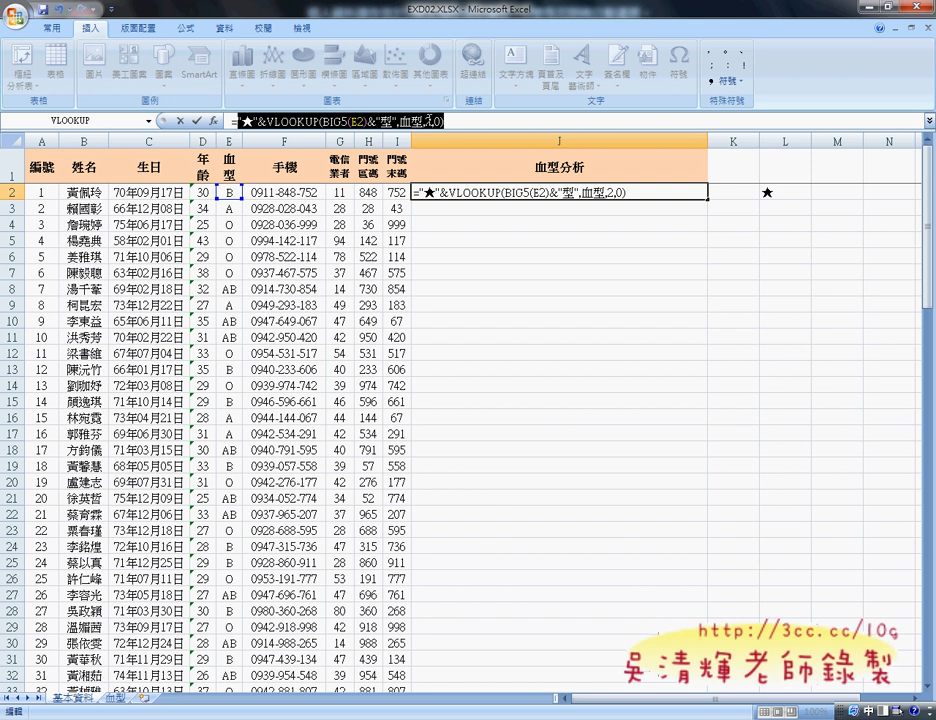 EXD02.XLSX - Microsoft Excel
常用 插入 版面配置 公式 資料 校閱 檢視
樞紐分析表 表格 圖片 美工圖案 圖案 SmartArt 直條圖 折線圖 圓形圖 橫條圖 區域圖 散佈圖 其他圖表 超連結 文字方塊 頁首及頁尾 文字藝術師 簽名欄 物件 符號 符號
表格 圖例 圖表 連結 文字 特殊符號
VLOOKUP ="★"&VLOOKUP(BIG5(E2)&"型",血型,2,0)
A B C D E F G H I J K L M N
1 編號 姓名 生日 年齡 血型 手機 電信業者 門號區碼 門號末碼 血型分析
2 1 黃佩玲 70年09月17日 30 B 0911-848-752 11 848 752 ="★"&VLOOKUP(BIG5(E2)&"型",血型,2,0) ★
3 2 賴國彰 66年12月08日 34 A 0928-028-043 28 28 43
4 3 詹琬婷 75年06月17日 25 O 0928-036-999 28 36 999
5 4 楊堯典 58年02月01日 43 O 0994-142-117 94 142 117
6 5 姜雅琪 71年10月06日 29 O 0978-522-114 78 522 114
7 6 陳毅聰 63年02月16日 38 O 0937-467-575 37 467 575
8 7 湯千葦 69年02月18日 32 AB 0914-730-854 14 730 854
9 8 柯昆宏 73年12月22日 27 A 0949-293-183 49 293 183
10 9 李東益 65年06月11日 35 AB 0947-649-067 47 649 67
11 10 洪秀芬 70年02月22日 31 AB 0942-950-420 42 950 420
12 11 梁書維 67年07月04日 33 O 0954-531-517 54 531 517
13 12 陳沅竹 66年01月17日 35 B 0940-233-606 40 233 606
14 13 劉珈妤 72年03月08日 29 O 0939-974-742 39 974 742
15 14 顏逸琪 71年10月14日 29 B 0946-596-661 46 596 661
16 15 林宛霓 73年04月21日 28 A 0944-144-067 44 144 67
17 16 郭雅芬 69年06月30日 31 A 0942-534-291 42 534 291
18 17 方鈞儀 71年03月15日 30 AB 0940-791-595 40 791 595
19 18 黃馨慧 68年05月05日 33 B 0939-057-558 39 57 558
20 19 盧建志 69年07月31日 31 O 0942-276-177 42 276 177
21 20 徐英哲 75年12月09日 25 AB 0934-052-774 34 52 774
22 21 蔡育霖 67年12月06日 33 AB 0937-965-207 37 965 207
23 22 粟春瑾 73年12月18日 27 O 0928-688-595 28 688 595
24 23 李銘煌 72年10月16日 28 B 0947-315-736 47 315 736
25 24 蔡以真 71年12月25日 29 B 0928-860-911 28 860 911
26 25 許仁峰 71年07月11日 29 O 0953-191-777 53 191 777
27 26 李容光 73年05月18日 27 AB 0947-696-761 47 696 761
28 27 吳政穎 71年03月30日 30 B 0980-360-268 80 360 268
29 28 溫媚茜 73年09月17日 27 O 0942-918-998 42 918 998
30 29 張依雯 72年12月24日 28 AB 0914-988-265 14 988 265
31 30 黃華秋 71年11月29日 29 B 0947-439-134 47 439 134
32 31 黃湘茹 74年11月13日 26 AB 0939-954-548 39 954 548
http://3cc.cc/10g
吳清輝老師錄製
基本資料 血型
編輯 100%
中